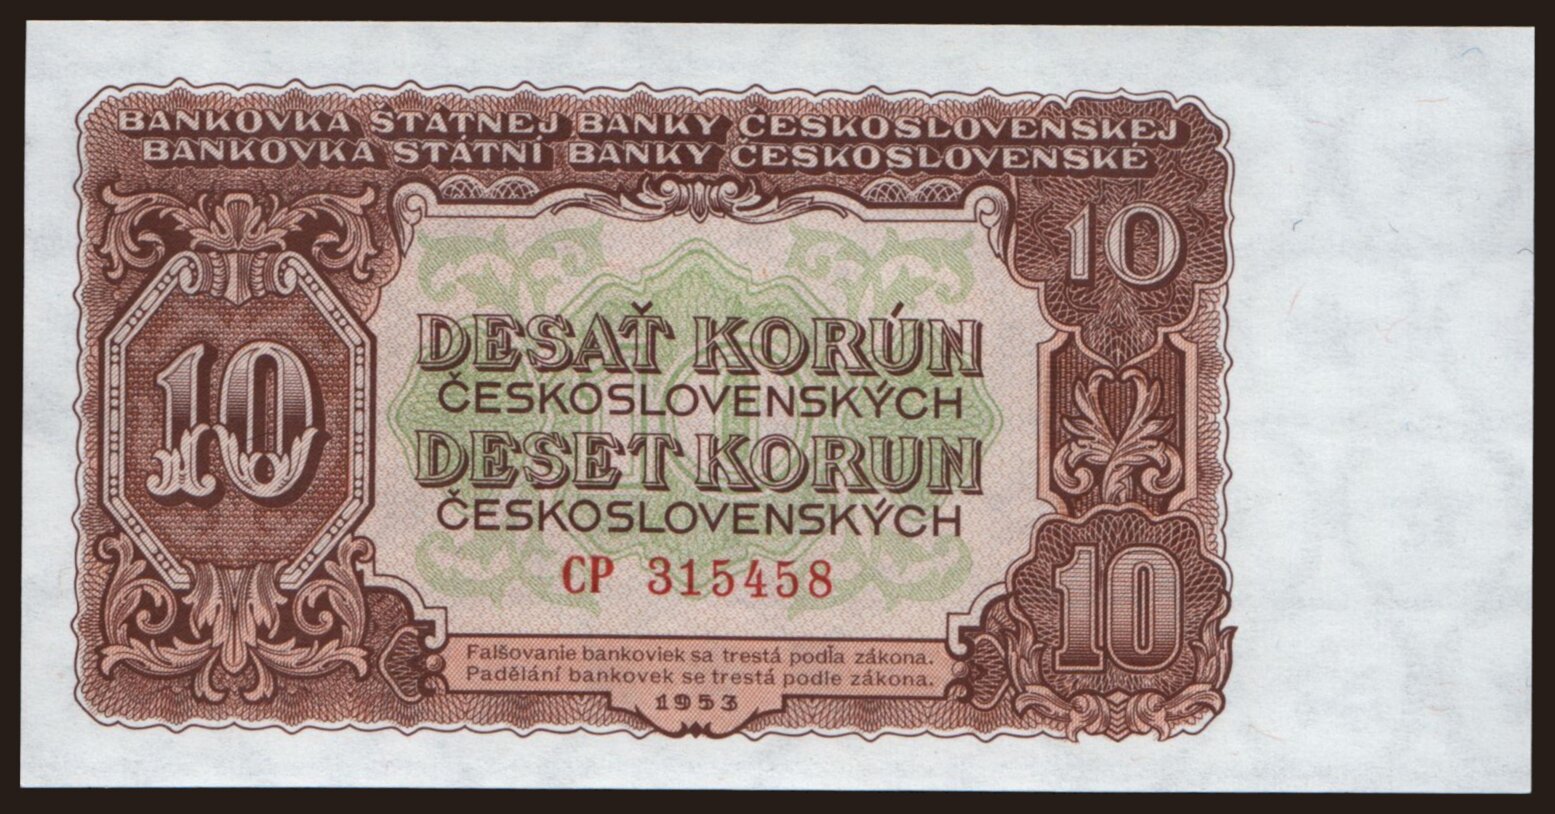 BANKOVKA ŠTÁTNEJ BANKY ČESKOSLOVENSKEJ
BANKOVKA STÁTNÍ BANKY ČESKOSLOVENSKÉ
10
10
DESAŤ KORÚN
ČESKOSLOVENSKÝCH
DESET KORUN
ČESKOSLOVENSKÝCH
CP 315458
10
Falšovanie bankoviek sa trestá podľa zákona.
Padělání bankovek se trestá podle zákona.
1953